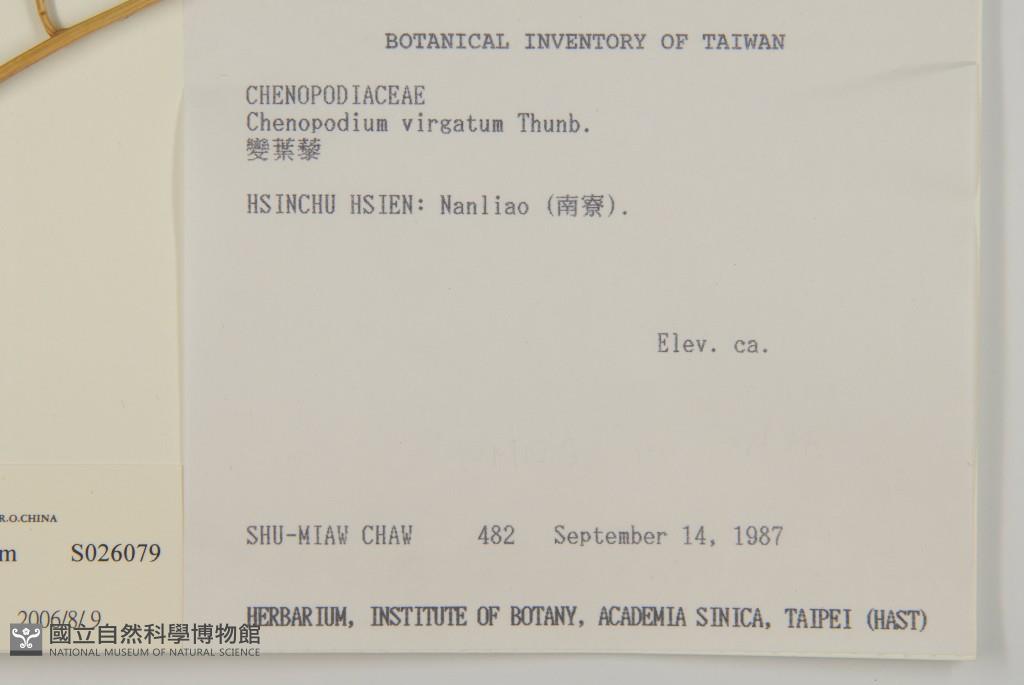 BOTANICAL INVENTORY OF TAIWAN
CHENOPODIACEAE
Chenopodium virgatum Thunb.
變葉藜
HSINCHU HSIEN: Nanliao (南寮).
Elev. ca.
SHU-MIAW CHAW 482 September 14, 1987
HERBARIUM, INSTITUTE OF BOTANY, ACADEMIA SINICA, TAIPEI (HAST)
R.O.CHINA
m S026079
2006/8/9
國立自然科學博物館
NATIONAL MUSEUM OF NATURAL SCIENCE